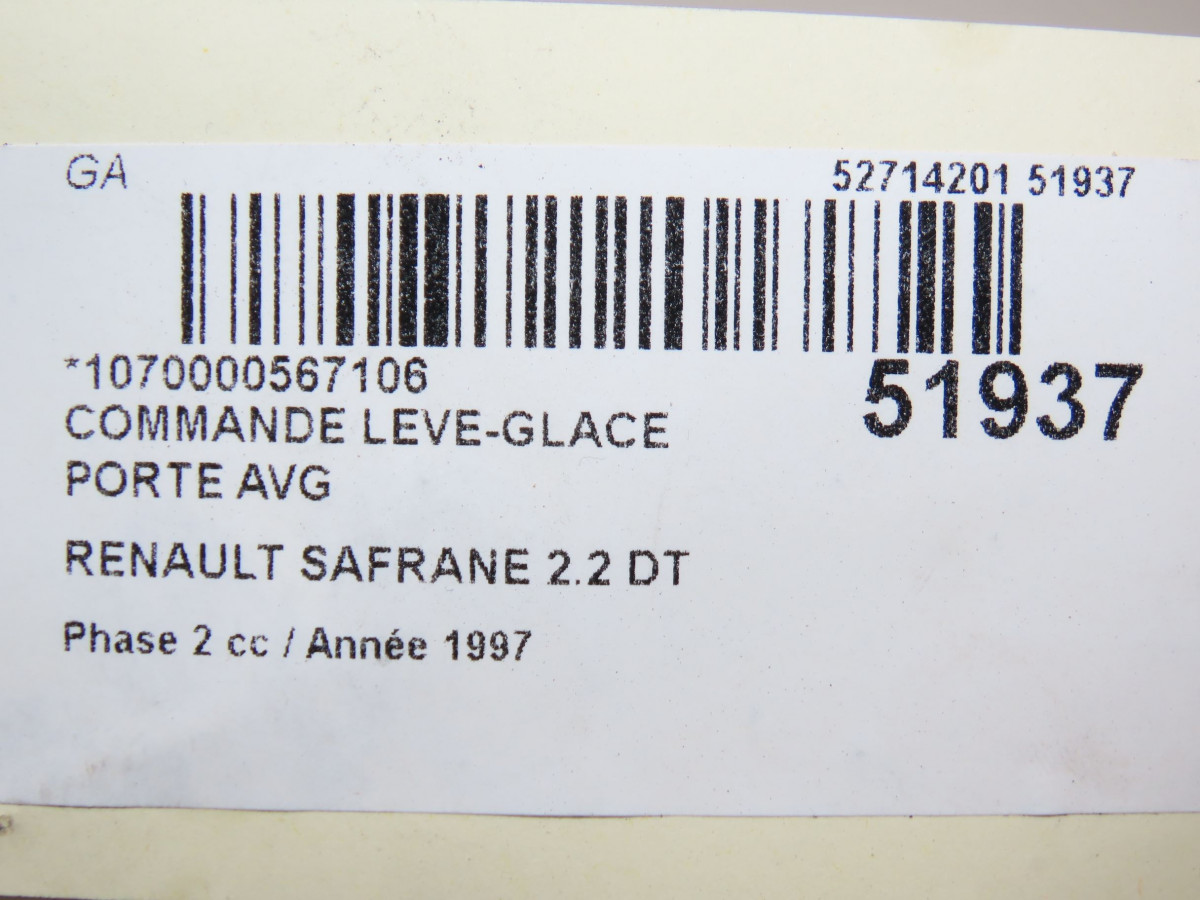 GA
52714201 51937
*1070000567106
51937
COMMANDE LEVE-GLACE
PORTE AVG
RENAULT SAFRANE 2.2 DT
Phase 2 cc / Année 1997